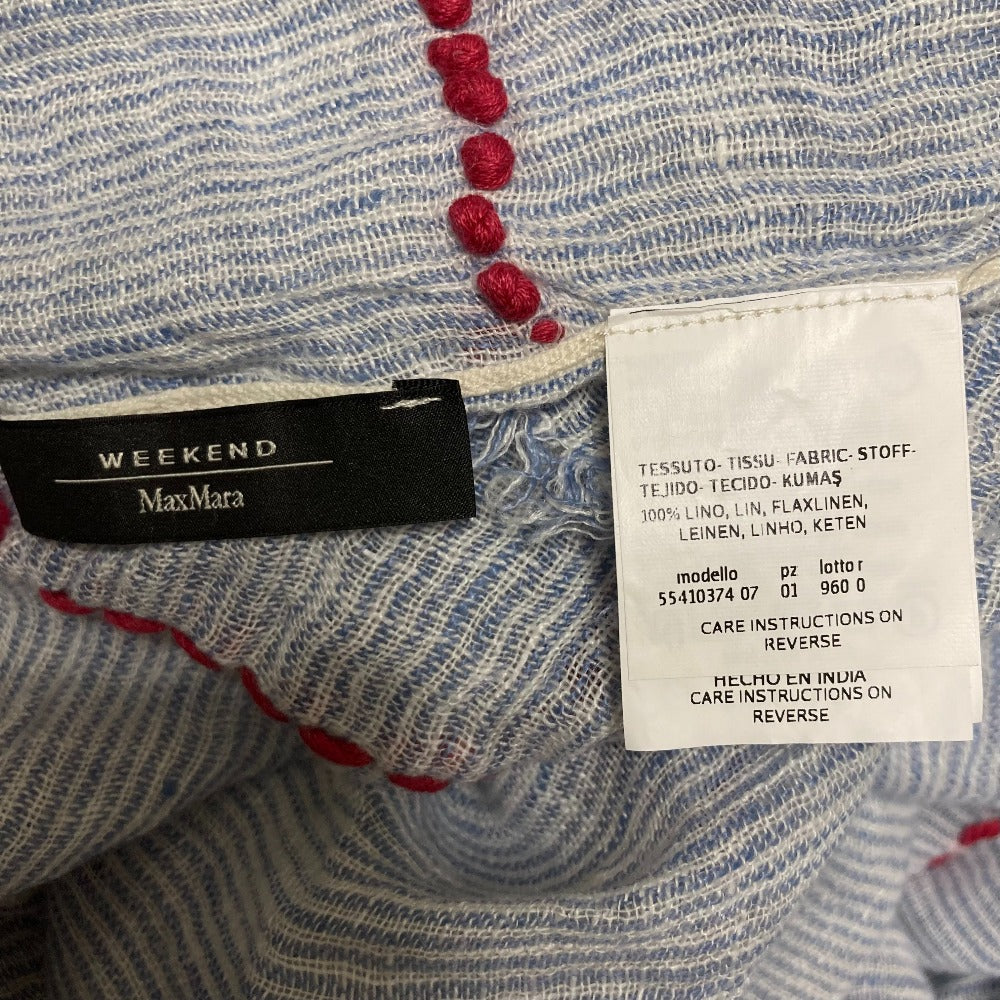 WEEKEND
MaxMara
TESSUTO- TISSU- FABRIC- STOFF-
TEJIDO- TECIDO- KUMAŞ
100% LINO, LIN, FLAXLINEN,
LEINEN, LINHO, KETEN
modello pz lotto r
55410374 07 01 960 0
CARE INSTRUCTIONS ON
REVERSE
HECHO EN INDIA
CARE INSTRUCTIONS ON
REVERSE